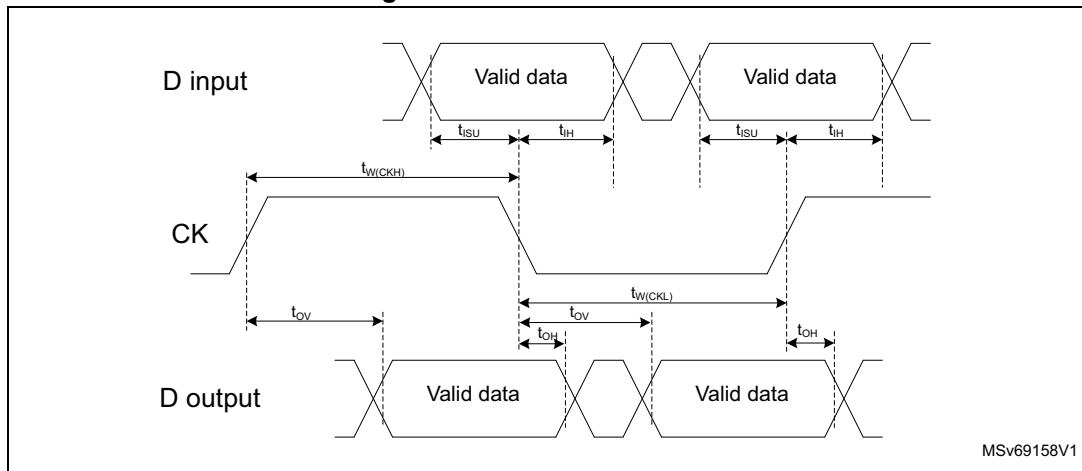 D input
Valid data
Valid data
tISU
tIH
tISU
tIH
tW(CKH)
CK
tW(CKL)
tOV
tOV
tOH
tOH
D output
Valid data
Valid data
MSv69158V1